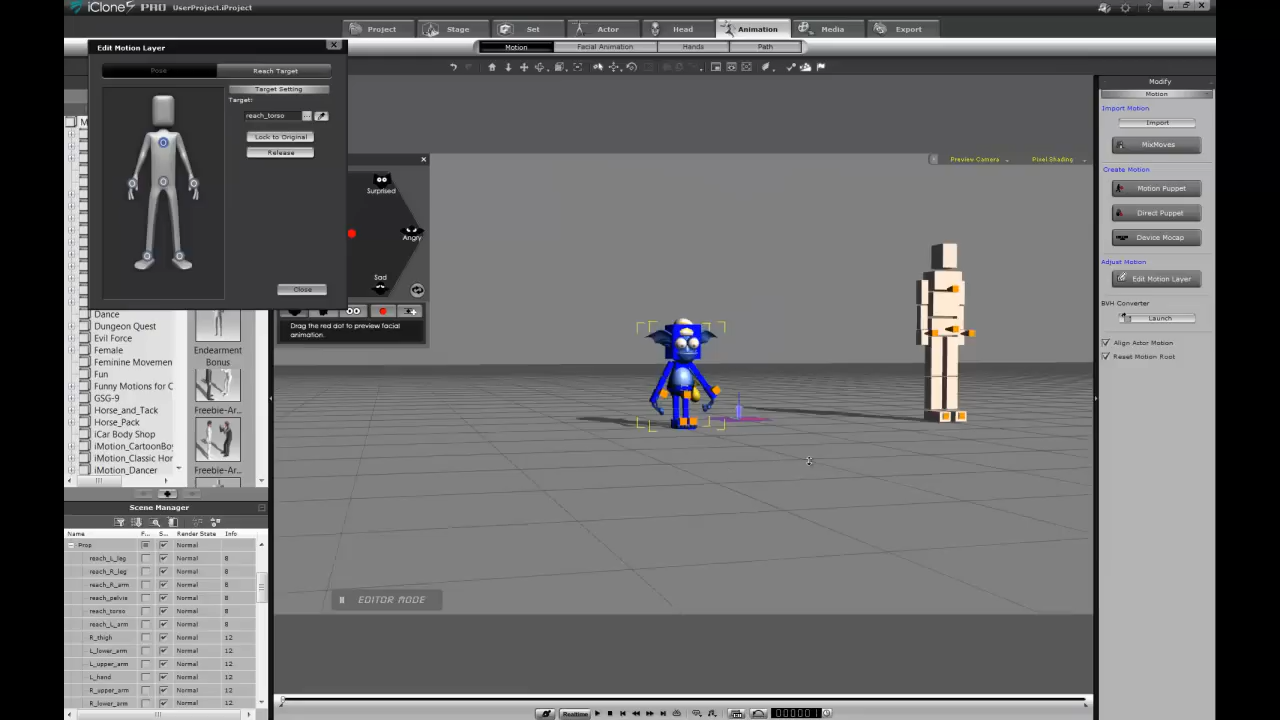 iClone5 PRO UserProject.iProject
Project Stage Set Actor Head Animation Media Export
Motion Facial Animation Hands Path
Edit Motion Layer
Pose Reach Target
Target Setting
Target:
reach_torso ...
Lock to Original
Release
Close
Surprised
Angry
Sad
Drag the red dot to preview facial
animation.
Preview Camera Pixel Shading
EDITOR MODE
Dance
Dungeon Quest
Evil Force
Female
Feminine Movemen
Fun
Funny Motions for C
GSG-9
Horse_and_Tack
Horse_Pack
iCar Body Shop
iMotion_CartoonBoy
iMotion_Classic Hor
iMotion_Dancer
Endearment
Bonus
Freebie-Ar...
Freebie-Ar...
Scene Manager
Name F... S... Render State Info
Prop Normal
reach_L_leg Normal 8
reach_R_leg Normal 8
reach_R_arm Normal 8
reach_pelvis Normal 8
reach_torso Normal 8
reach_L_arm Normal 8
R_thigh Normal 12
L_lower_arm Normal 12
L_upper_arm Normal 12
L_hand Normal 12
R_upper_arm Normal 12
R_lower_arm Normal 12
Modify
Motion
Import Motion
Import
MixMoves
Create Motion
Motion Puppet
Direct Puppet
Device Mocap
Adjust Motion
Edit Motion Layer
BVH Converter
Launch
Align Actor Motion
Reset Motion Root
Realtime
000001